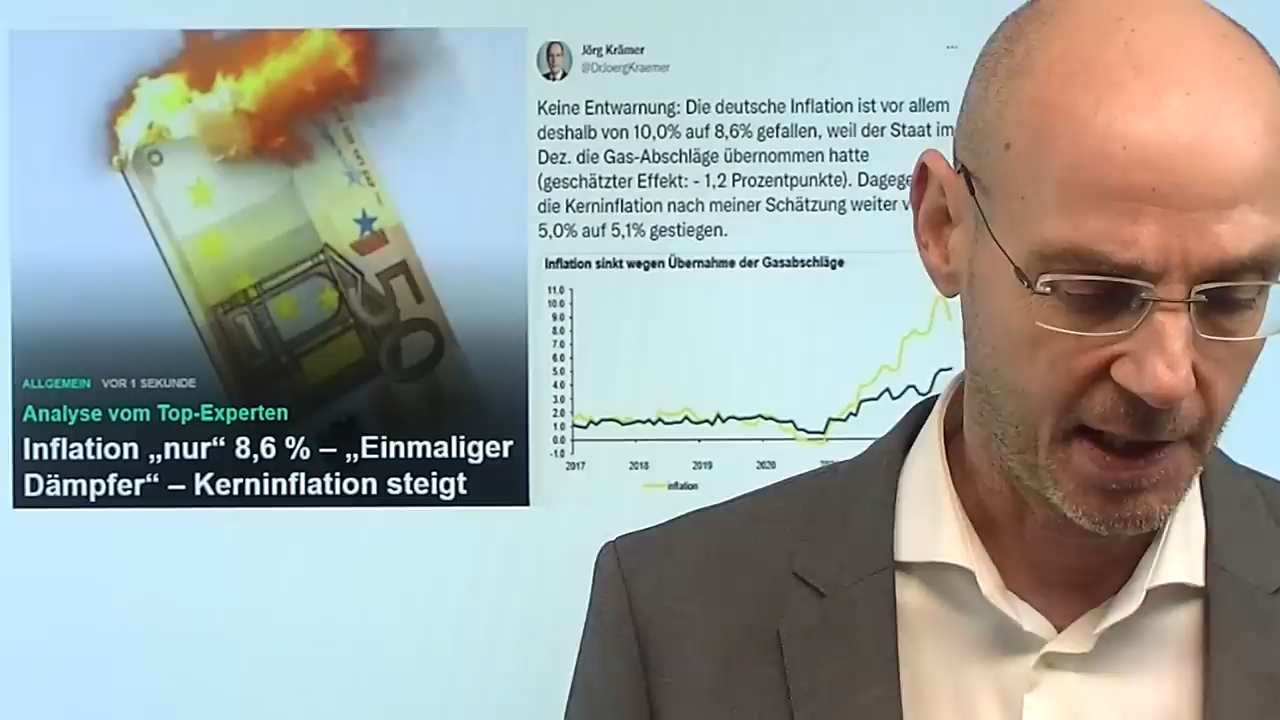 ALLGEMEIN VOR 1 SEKUNDE
Analyse vom Top-Experten
Inflation „nur“ 8,6 % – „Einmaliger
Dämpfer“ – Kerninflation steigt
50
Jörg Krämer
@DrJoergKraemer
Keine Entwarnung: Die deutsche Inflation ist vor allem
deshalb von 10,0% auf 8,6% gefallen, weil der Staat im
Dez. die Gas-Abschläge übernommen hatte
(geschätzter Effekt: - 1,2 Prozentpunkte). Dagege
die Kerninflation nach meiner Schätzung weiter v
5,0% auf 5,1% gestiegen.
Inflation sinkt wegen Übernahme der Gasabschläge
11.0
10.0
9.0
8.0
7.0
6.0
5.0
4.0
3.0
2.0
1.0
0.0
-1.0
2017 2018 2019 2020
inflation